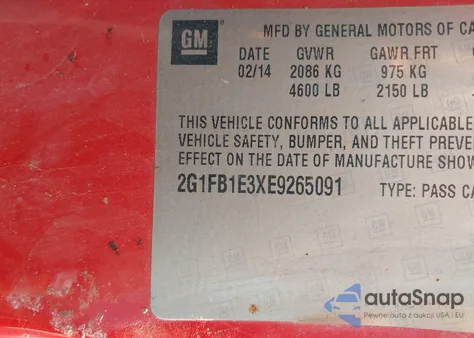 GM
MFD BY GENERAL MOTORS OF CA
DATE GVWR GAWR FRT
02/14 2086 KG 975 KG
4600 LB 2150 LB
THIS VEHICLE CONFORMS TO ALL APPLICABLE
VEHICLE SAFETY, BUMPER, AND THEFT PREVE
EFFECT ON THE DATE OF MANUFACTURE SHOW
2G1FB1E3XE9265091 TYPE: PASS CA
autoSnap
Pewne auta z aukcji USA i EU